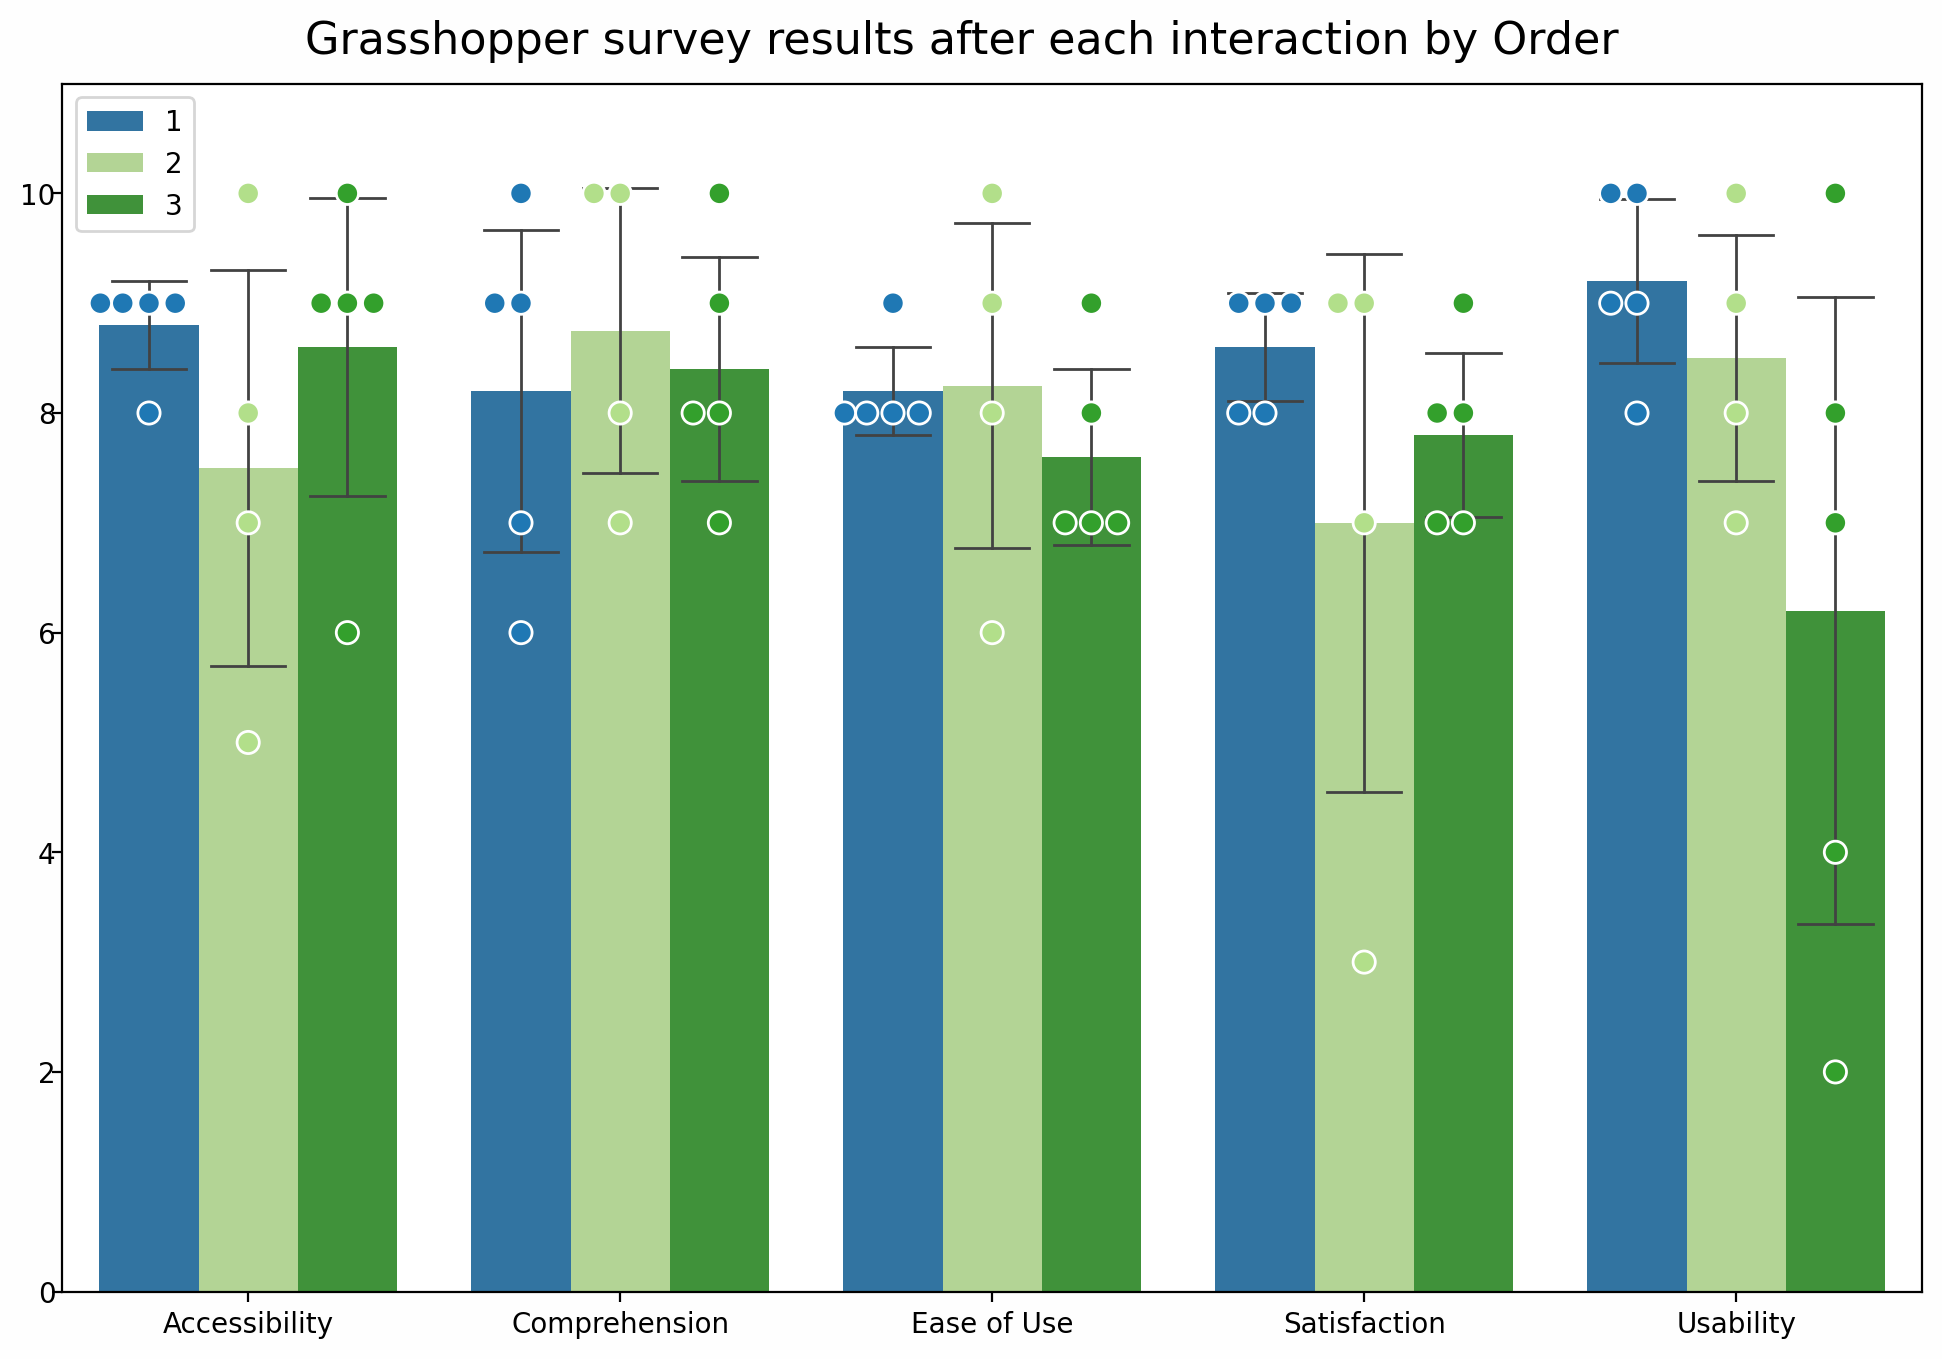 Grasshopper survey results after each interaction by Order
1
2
3
10
8
6
4
2
0
Accessibility
Comprehension
Ease of Use
Satisfaction
Usability